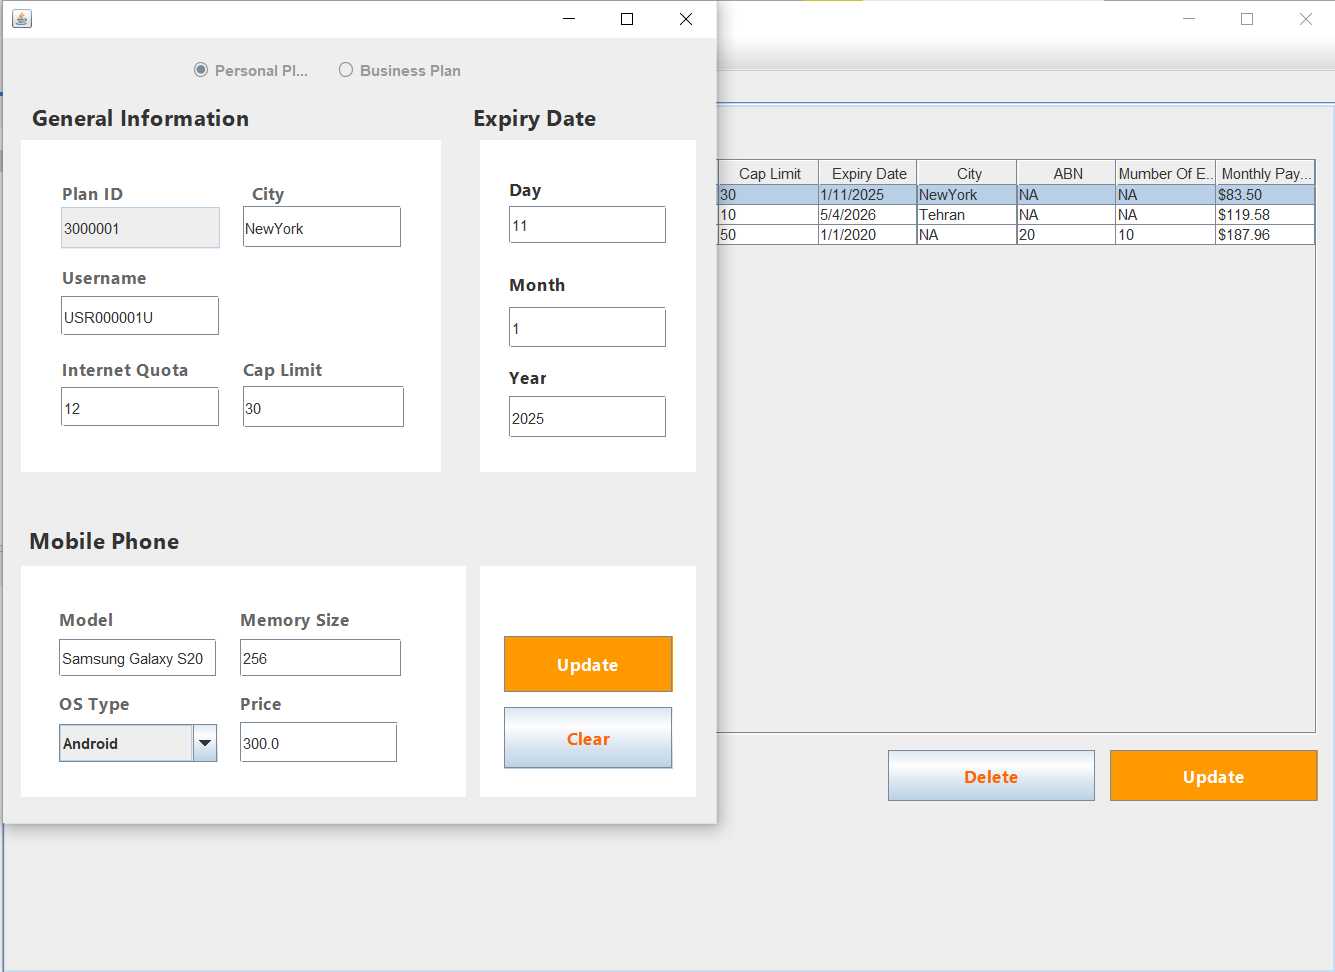 Personal Pl... Business Plan
General Information
Expiry Date
Plan ID City
3000001 NewYork
Username
USR000001U
Internet Quota Cap Limit
12 30
Day
11
Month
1
Year
2025
Mobile Phone
Model Memory Size
Samsung Galaxy S20 256
OS Type Price
Android 300.0
Update
Clear
Cap Limit Expiry Date City ABN Mumber Of E... Monthly Pay...
30 1/11/2025 NewYork NA NA $83.50
10 5/4/2026 Tehran NA NA $119.58
50 1/1/2020 NA 20 10 $187.96
Delete Update